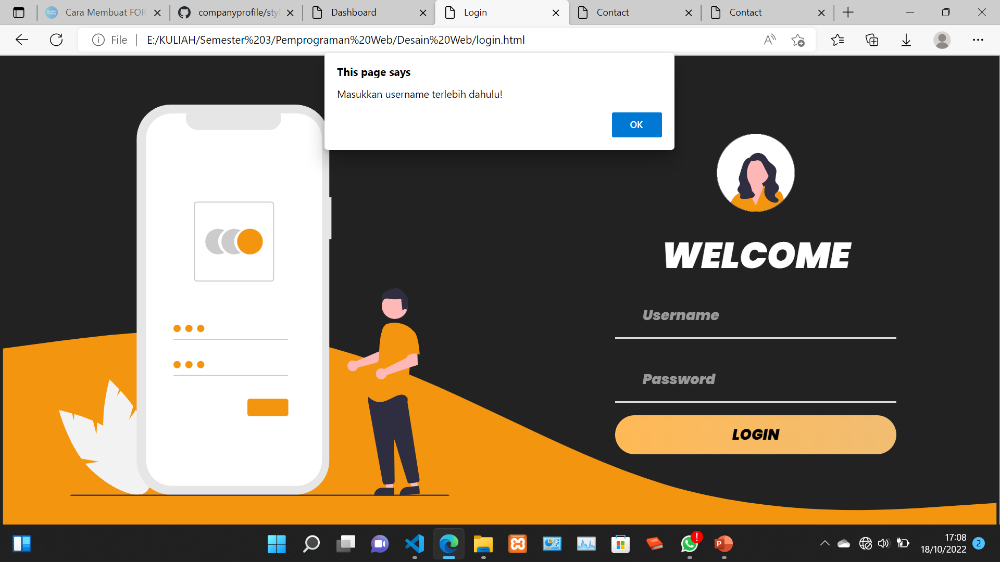 Cara Membuat FOR
companyprofile/sty
Dashboard
Login
Contact
Contact
File
E:/KULIAH/Semester%203/Pemprograman%20Web/Desain%20Web/login.html
This page says
Masukkan username terlebih dahulu!
OK
WELCOME
Username
Password
LOGIN
17:08
18/10/2022
2